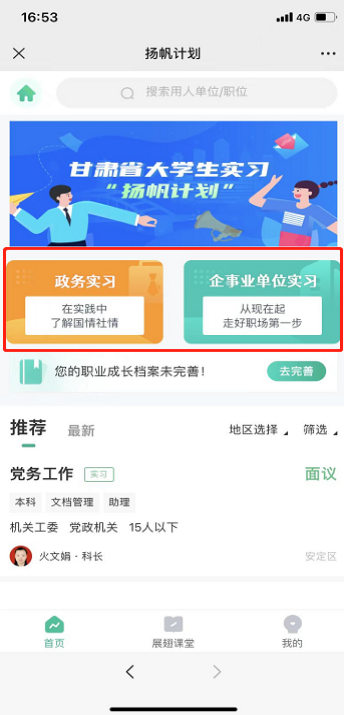 16:53
4G
扬帆计划
搜索用人单位/职位
甘肃省大学生实习
“扬帆计划”
政务实习
在实践中
了解国情社情
企事业单位实习
从现在起
走好职场第一步
您的职业成长档案未完善！
去完善
推荐
最新
地区选择
筛选
党务工作
实习
面议
本科
文档管理
助理
机关工委 党政机关 15人以下
火文娟·科长
安定区
首页
展翅课堂
我的